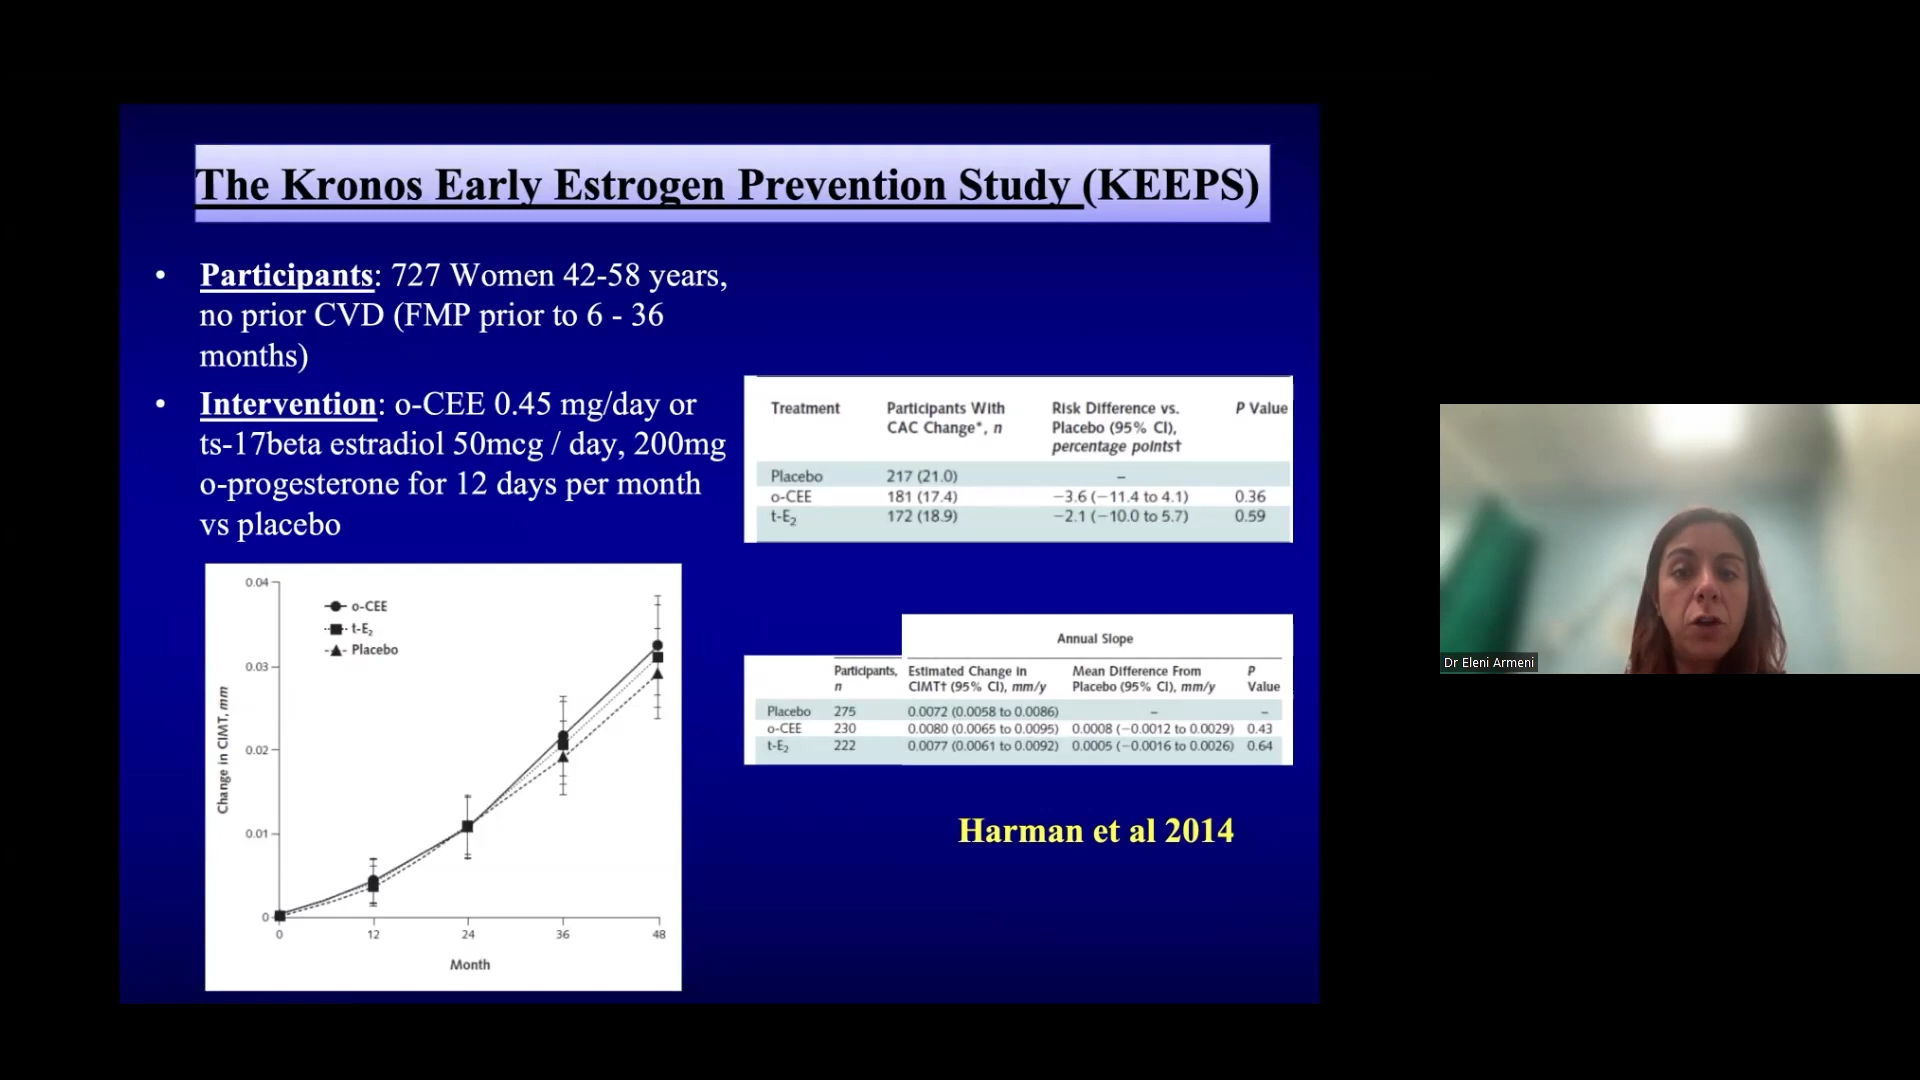 The Kronos Early Estrogen Prevention Study (KEEPS)
• Participants: 727 Women 42-58 years,
no prior CVD (FMP prior to 6 - 36
months)
• Intervention: o-CEE 0.45 mg/day or
ts-17beta estradiol 50mcg / day, 200mg
o-progesterone for 12 days per month
vs placebo
Treatment Participants With CAC Change*, n Risk Difference vs. Placebo (95% CI), percentage points† P Value
Placebo 217 (21.0) –
o-CEE 181 (17.4) −3.6 (−11.4 to 4.1) 0.36
t-E₂ 172 (18.9) −2.1 (−10.0 to 5.7) 0.59
0.04
0.03
0.02
0.01
0
o-CEE
t-E₂
Placebo
Change in CIMT, mm
0 12 24 36 48
Month
Annual Slope
Participants, n Estimated Change in CIMT† (95% CI), mm/y Mean Difference From Placebo (95% CI), mm/y P Value
Placebo 275 0.0072 (0.0058 to 0.0086) – –
o-CEE 230 0.0080 (0.0065 to 0.0095) 0.0008 (−0.0012 to 0.0029) 0.43
t-E₂ 222 0.0077 (0.0061 to 0.0092) 0.0005 (−0.0016 to 0.0026) 0.64
Harman et al 2014
Dr Eleni Armeni